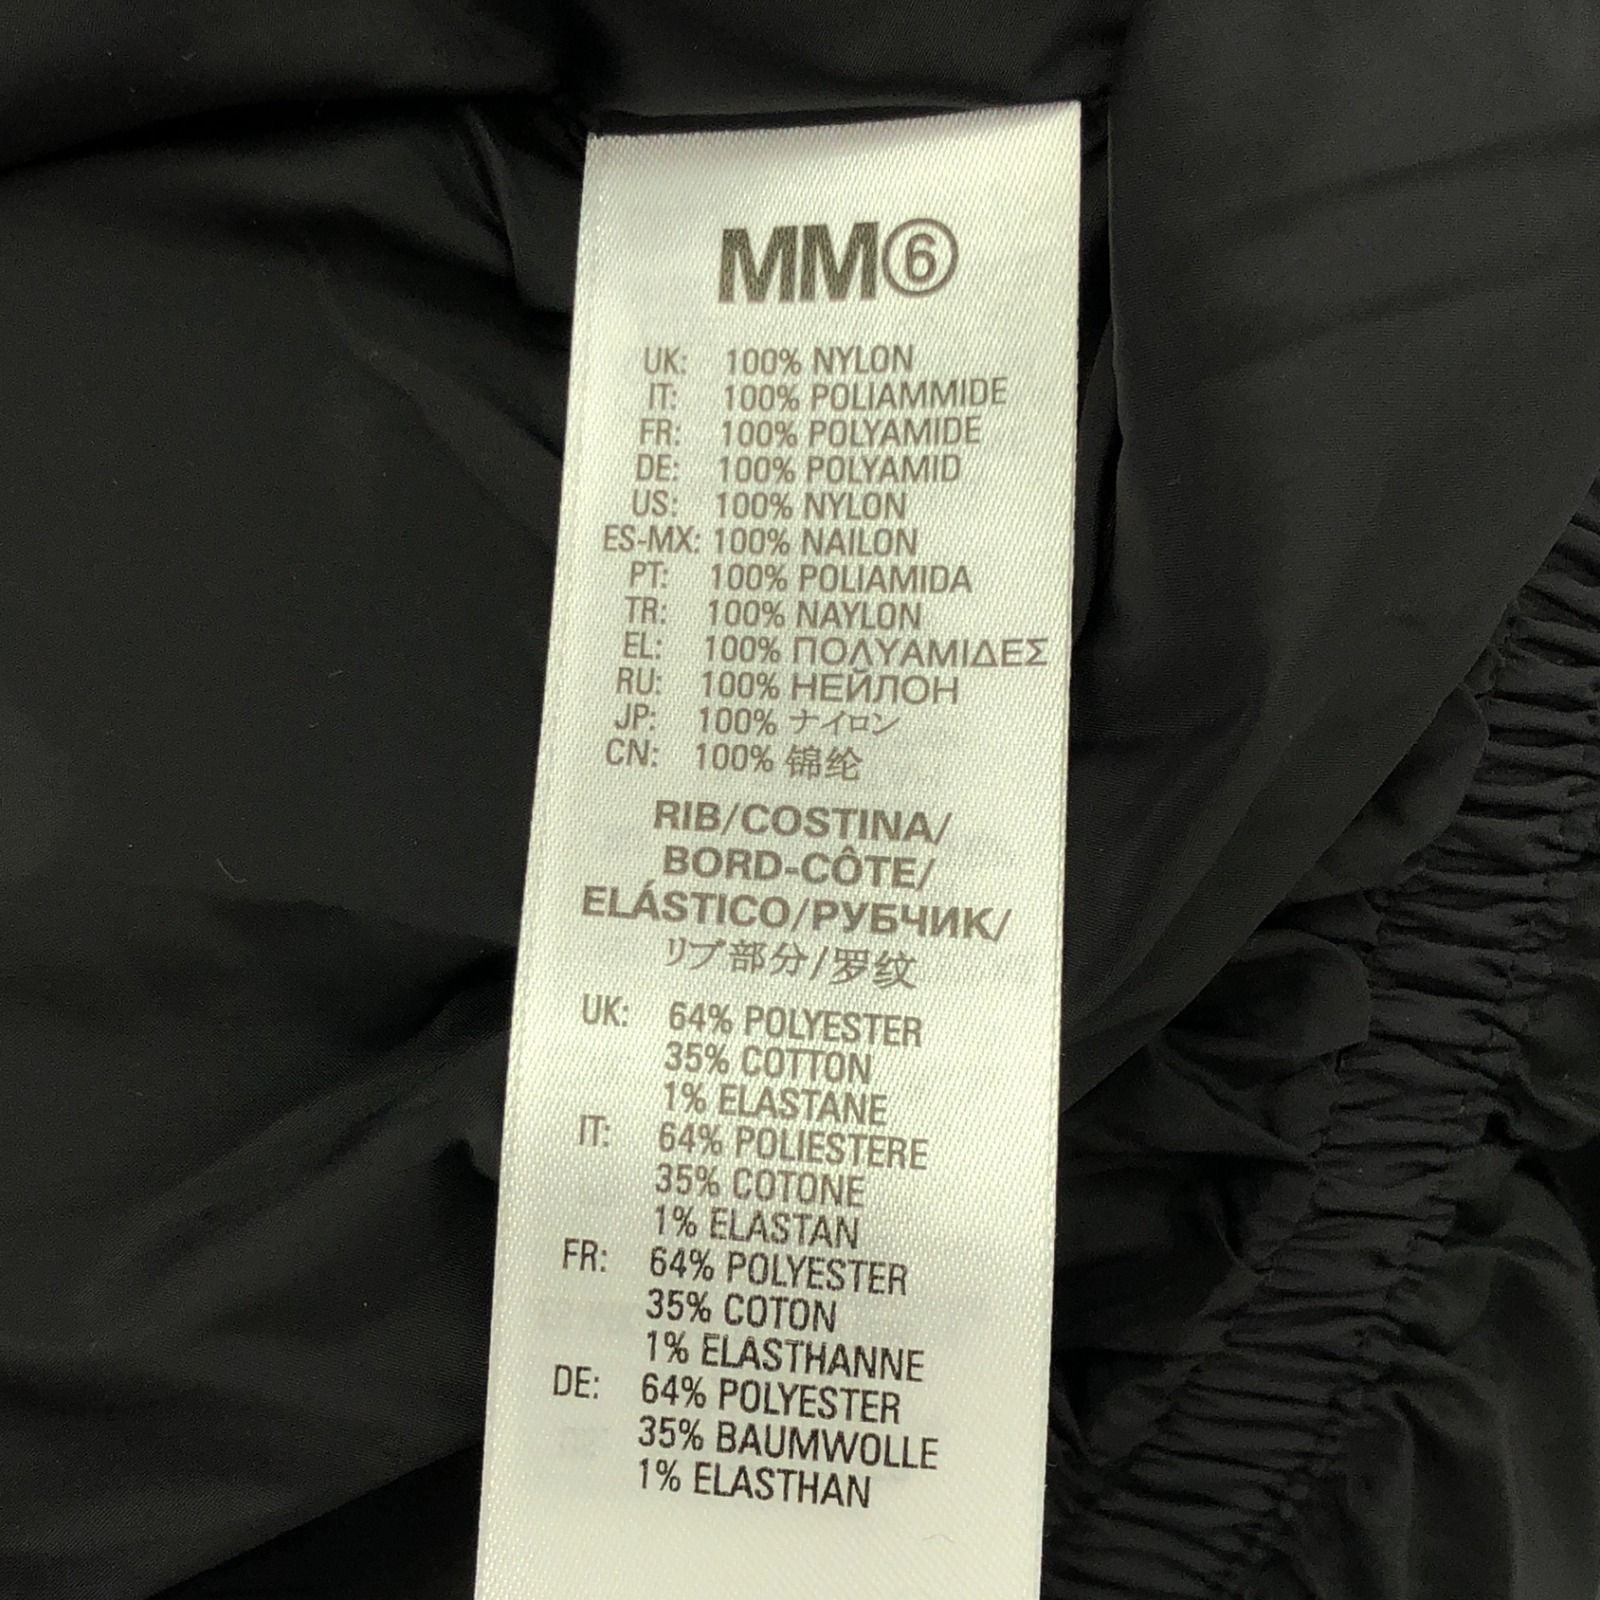 MM⑥
UK: 100% NYLON
IT: 100% POLIAMMIDE
FR: 100% POLYAMIDE
DE: 100% POLYAMID
US: 100% NYLON
ES-MX: 100% NAILON
PT: 100% POLIAMIDA
TR: 100% NAYLON
EL: 100% ΠΟΛΥΑΜΙΔΕΣ
RU: 100% НЕЙЛОН
JP: 100% ナイロン
CN: 100% 锦纶
RIB/COSTINA/
BORD-CÔTE/
ELÁSTICO/РУБЧИК/
リブ部分/罗纹
UK: 64% POLYESTER
35% COTTON
1% ELASTANE
IT: 64% POLIESTERE
35% COTONE
1% ELASTAN
FR: 64% POLYESTER
35% COTON
1% ELASTHANNE
DE: 64% POLYESTER
35% BAUMWOLLE
1% ELASTHAN